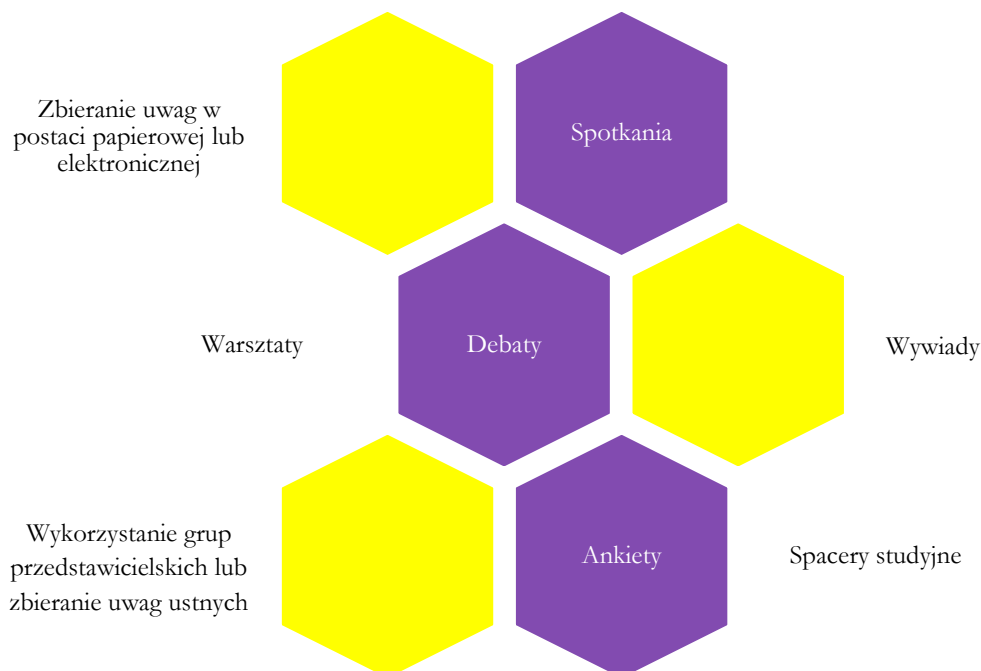 Zbieranie uwag w
postaci papierowej lub
elektronicznej
Spotkania
Warsztaty
Debaty
Wywiady
Wykorzystanie grup
przedstawicielskich lub
zbieranie uwag ustnych
Ankiety
Spacery studyjne